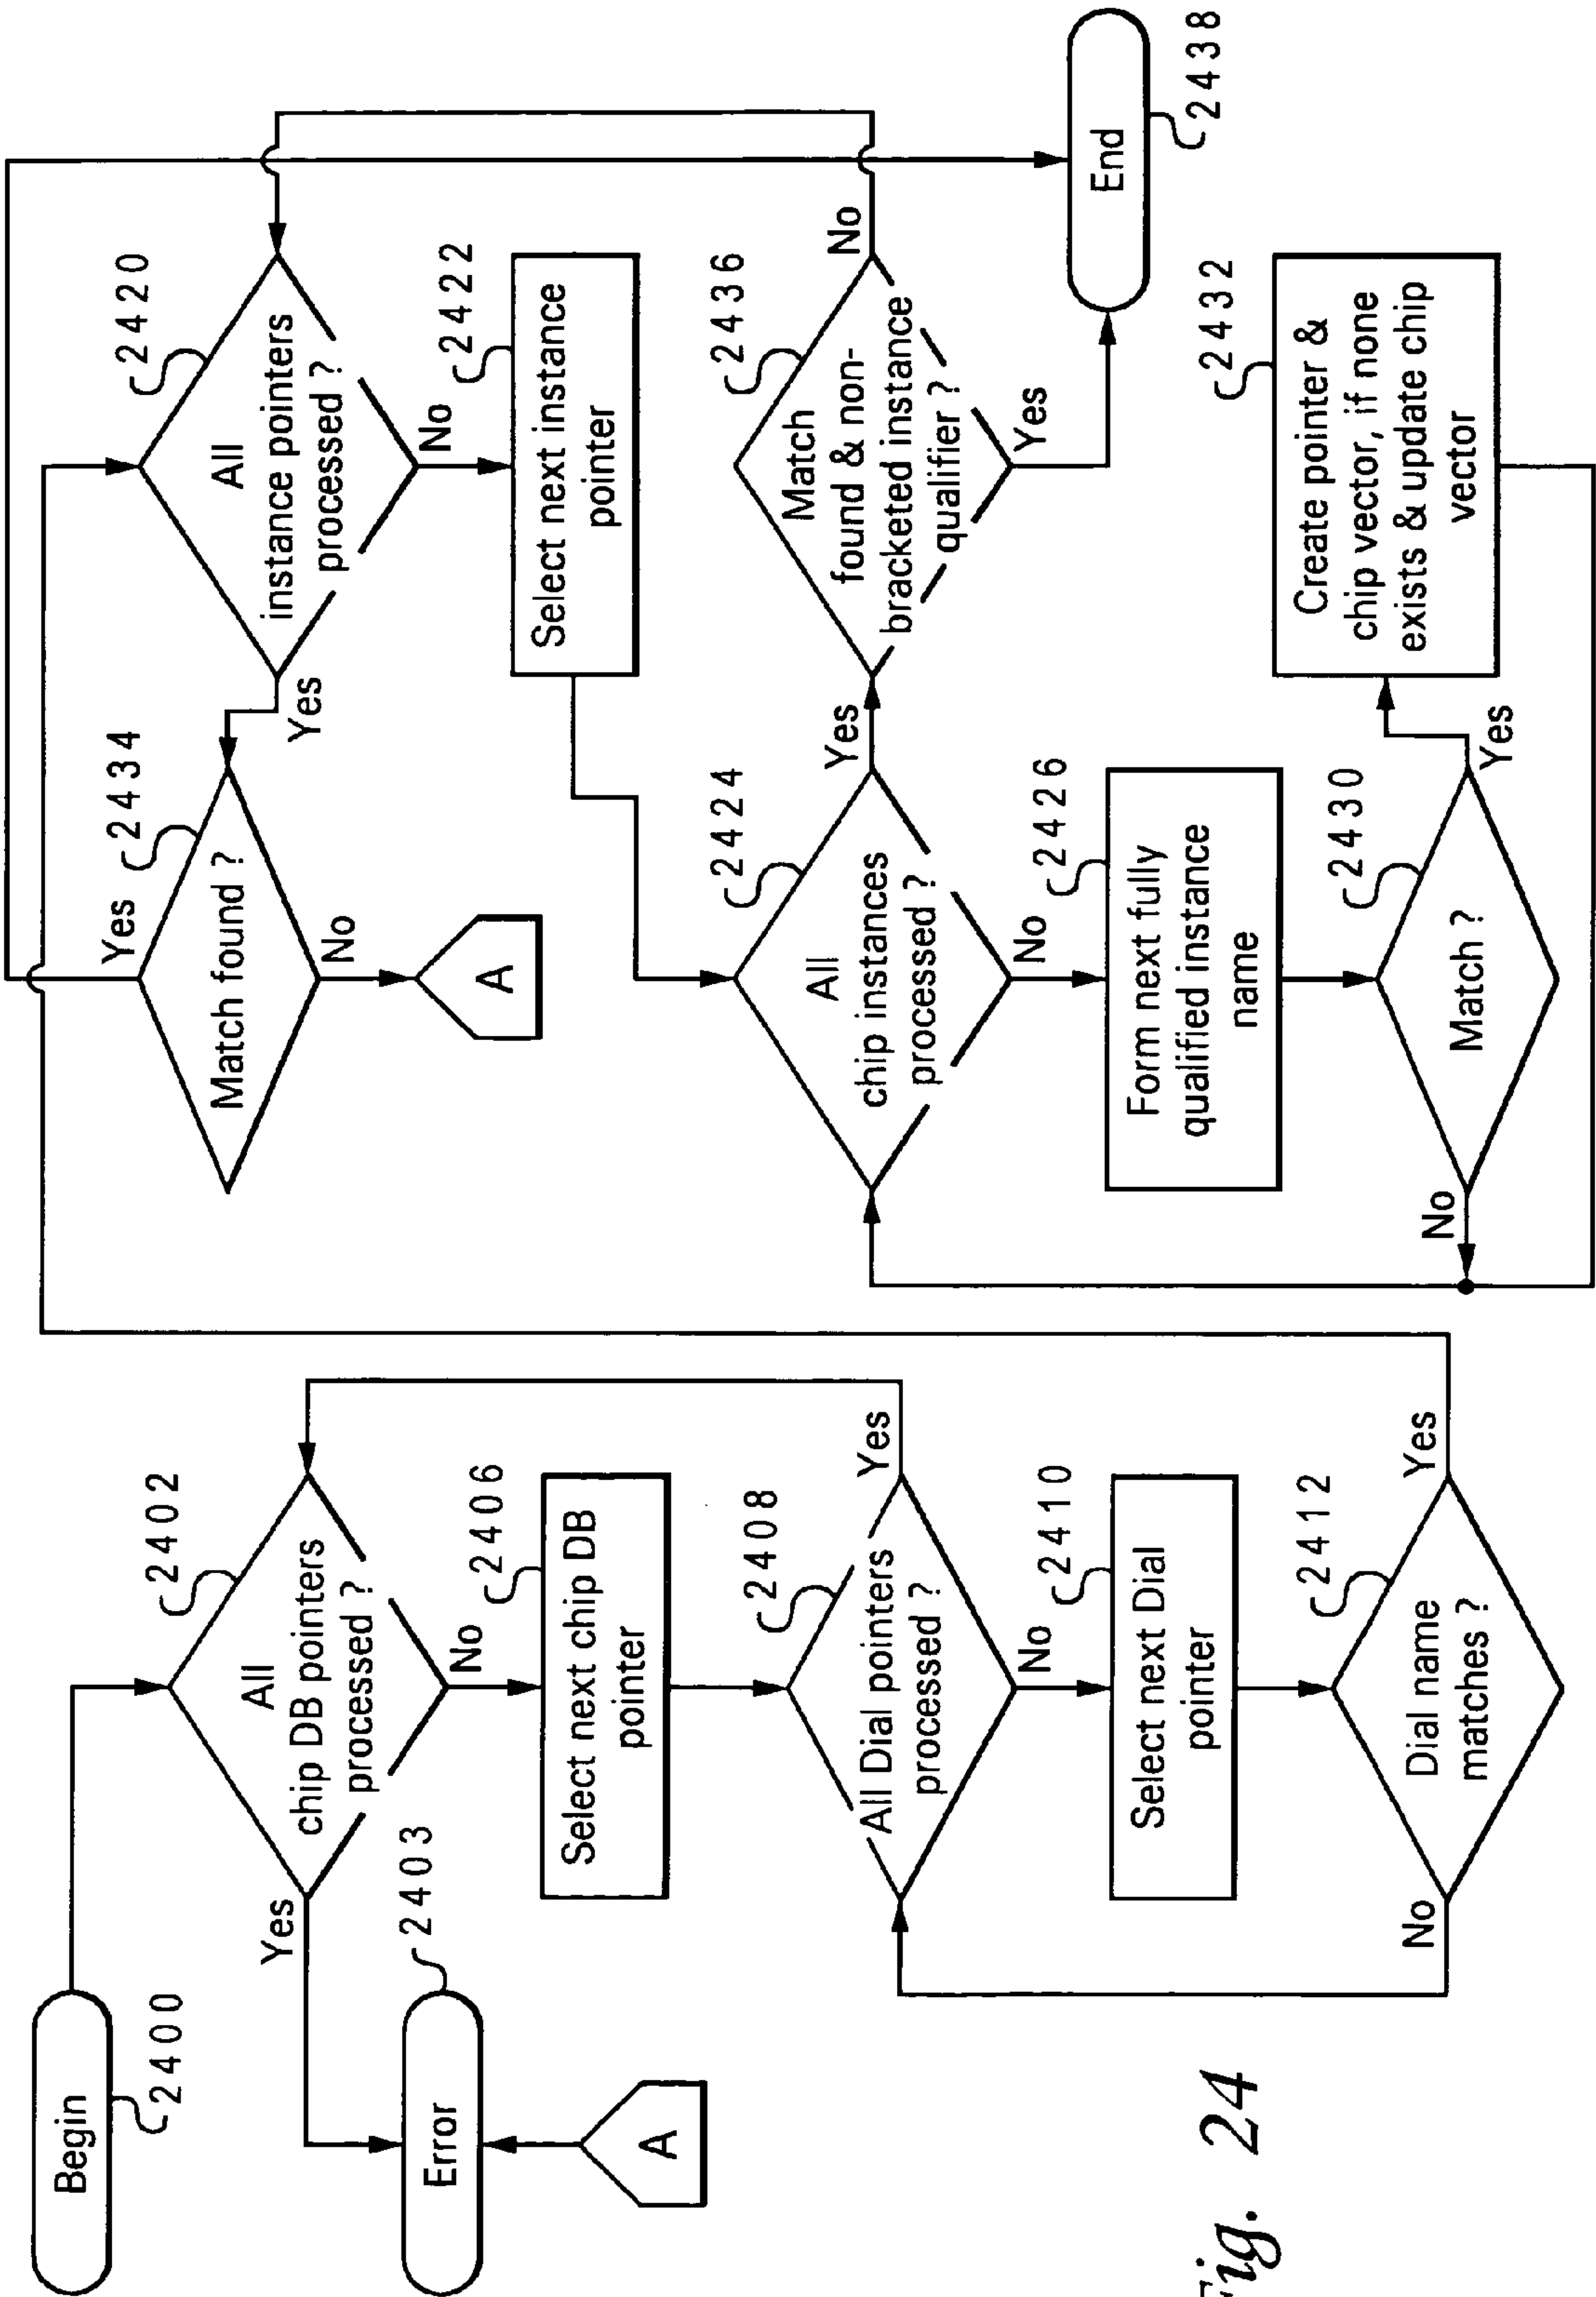 Begin
2400
All
chip DB pointers
processed ?
2402
Yes
No
Error
2403
A
Select next chip DB
pointer
2406
All Dial pointers
processed ?
2408
Yes
No
Select next Dial
pointer
2410
Dial name
matches ?
2412
No
Yes
Match found ?
2434
Yes
No
A
All
instance pointers
processed ?
2420
Yes
No
Select next instance
pointer
2422
All
chip instances
processed ?
2424
Yes
No
Match
found & non-
bracketed instance
qualifier ?
2436
No
Yes
Form next fully
qualified instance
name
2426
Match ?
2430
No
Yes
Create pointer &
chip vector, if none
exists & update chip
vector
2432
End
2438
Fig. 24